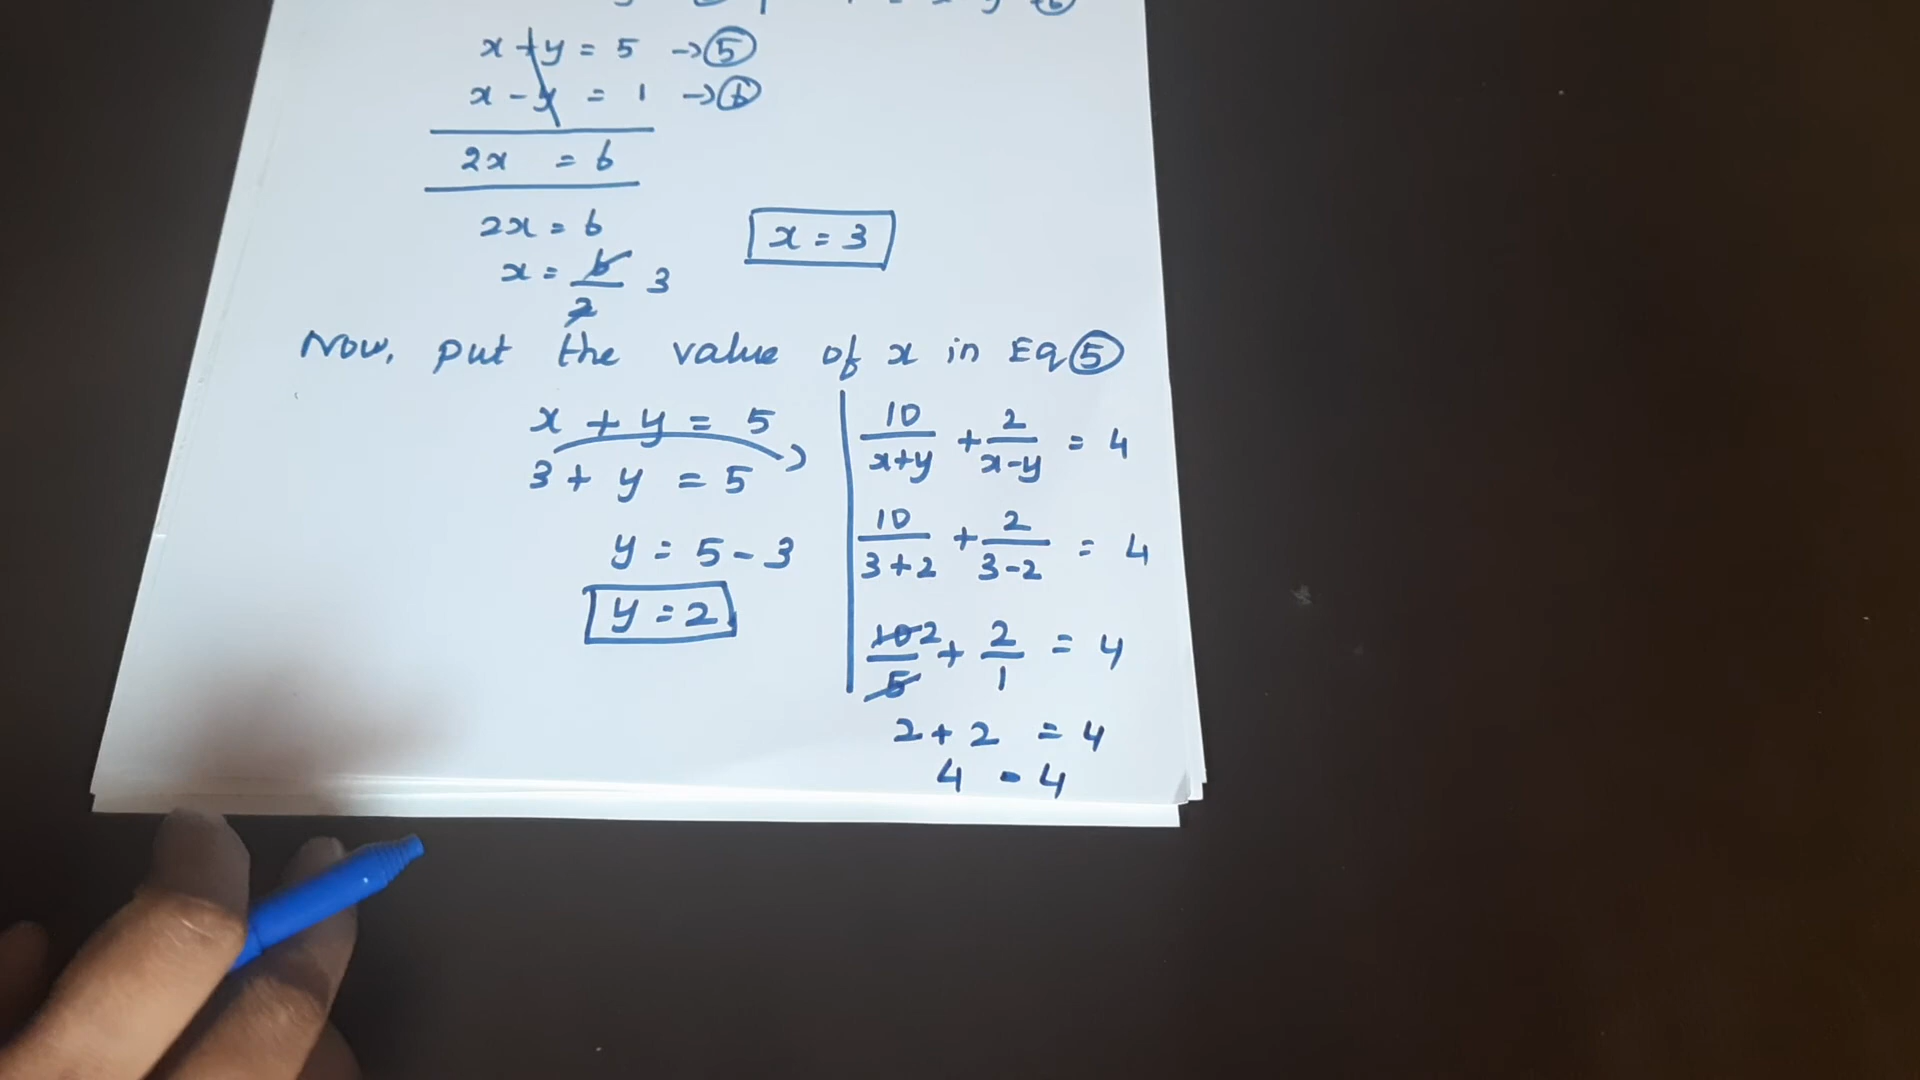 x + y = 5 → ⑤
x - y = 1 → ⑥
2x = 6
2x = 6
x = 6/2 3
x = 3
Now, put the value of x in Eq ⑤
x + y = 5
3 + y = 5
y = 5 - 3
y = 2
10/x+y + 2/x-y = 4
10/3+2 + 2/3-2 = 4
10/5 2 + 2/1 = 4
2 + 2 = 4
4 = 4